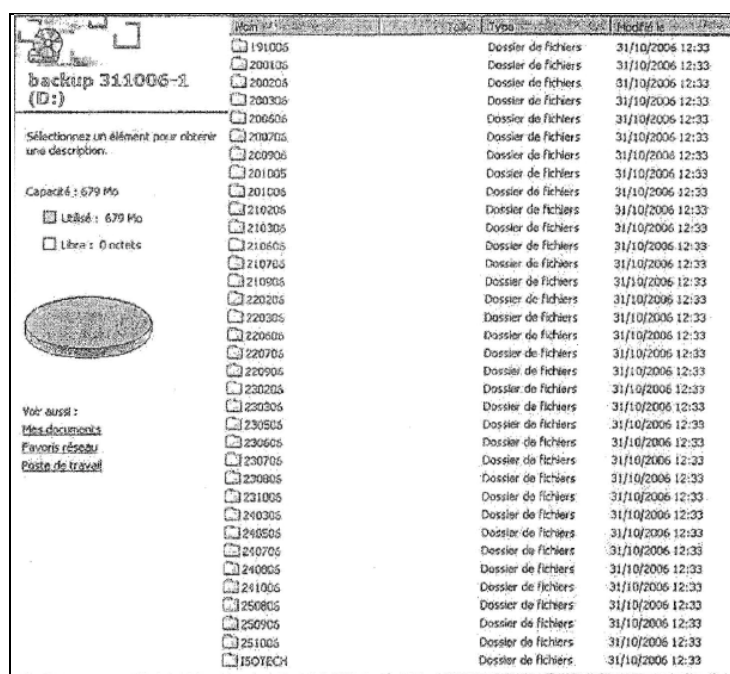 backup 311006-1
(D:)
Sélectionnez un élément pour obtenir
une description.
Capacité : 679 Mo
Utilisé : 679 Mo
Libre : 0 octets
Voir aussi :
Mes documents
Favoris réseau
Poste de travail
Nom Taille Type Modifié le
191006 Dossier de fichiers 31/10/2006 12:33
200106 Dossier de fichiers 31/10/2006 12:33
200206 Dossier de fichiers 31/10/2006 12:33
200306 Dossier de fichiers 31/10/2006 12:33
200606 Dossier de fichiers 31/10/2006 12:33
200706 Dossier de fichiers 31/10/2006 12:33
200906 Dossier de fichiers 31/10/2006 12:33
201005 Dossier de fichiers 31/10/2006 12:33
201006 Dossier de fichiers 31/10/2006 12:33
210206 Dossier de fichiers 31/10/2006 12:33
210306 Dossier de fichiers 31/10/2006 12:33
210606 Dossier de fichiers 31/10/2006 12:33
210706 Dossier de fichiers 31/10/2006 12:33
210906 Dossier de fichiers 31/10/2006 12:33
220206 Dossier de fichiers 31/10/2006 12:33
220306 Dossier de fichiers 31/10/2006 12:33
220606 Dossier de fichiers 31/10/2006 12:33
220706 Dossier de fichiers 31/10/2006 12:33
220906 Dossier de fichiers 31/10/2006 12:33
230206 Dossier de fichiers 31/10/2006 12:33
230306 Dossier de fichiers 31/10/2006 12:33
230506 Dossier de fichiers 31/10/2006 12:33
230606 Dossier de fichiers 31/10/2006 12:33
230706 Dossier de fichiers 31/10/2006 12:33
230806 Dossier de fichiers 31/10/2006 12:33
231006 Dossier de fichiers 31/10/2006 12:33
240306 Dossier de fichiers 31/10/2006 12:33
240506 Dossier de fichiers 31/10/2006 12:33
240706 Dossier de fichiers 31/10/2006 12:33
240806 Dossier de fichiers 31/10/2006 12:33
241006 Dossier de fichiers 31/10/2006 12:33
250806 Dossier de fichiers 31/10/2006 12:33
250906 Dossier de fichiers 31/10/2006 12:33
251006 Dossier de fichiers 31/10/2006 12:33
ISOTECH Dossier de fichiers 31/10/2006 12:33